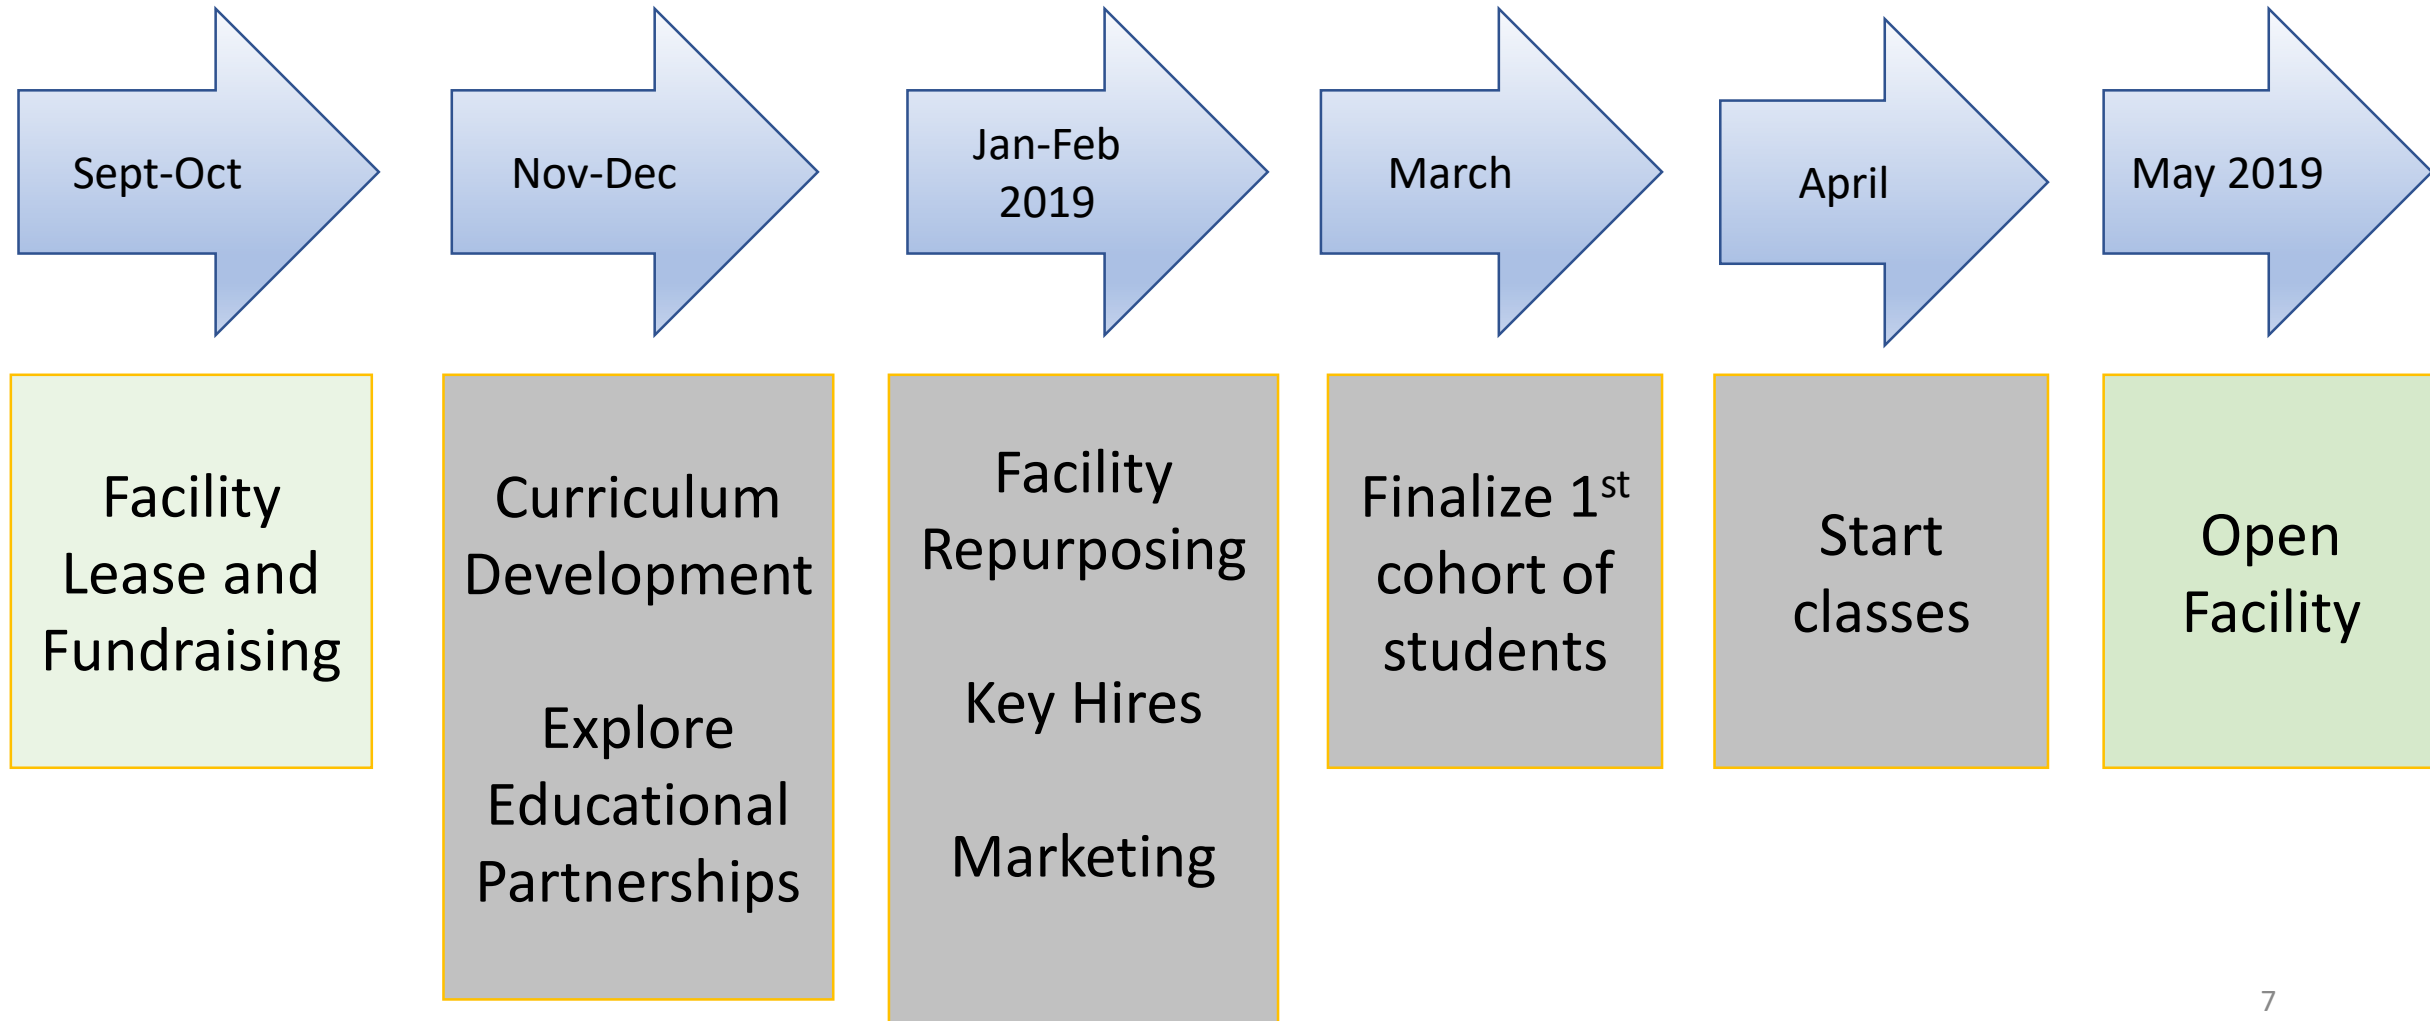 Sept-Oct
Nov-Dec
Jan-Feb
2019
March
April
May 2019
Facility
Lease and
Fundraising
Curriculum
Development
Explore
Educational
Partnerships
Facility
Repurposing
Key Hires
Marketing
Finalize 1st
cohort of
students
Start
classes
Open
Facility
7